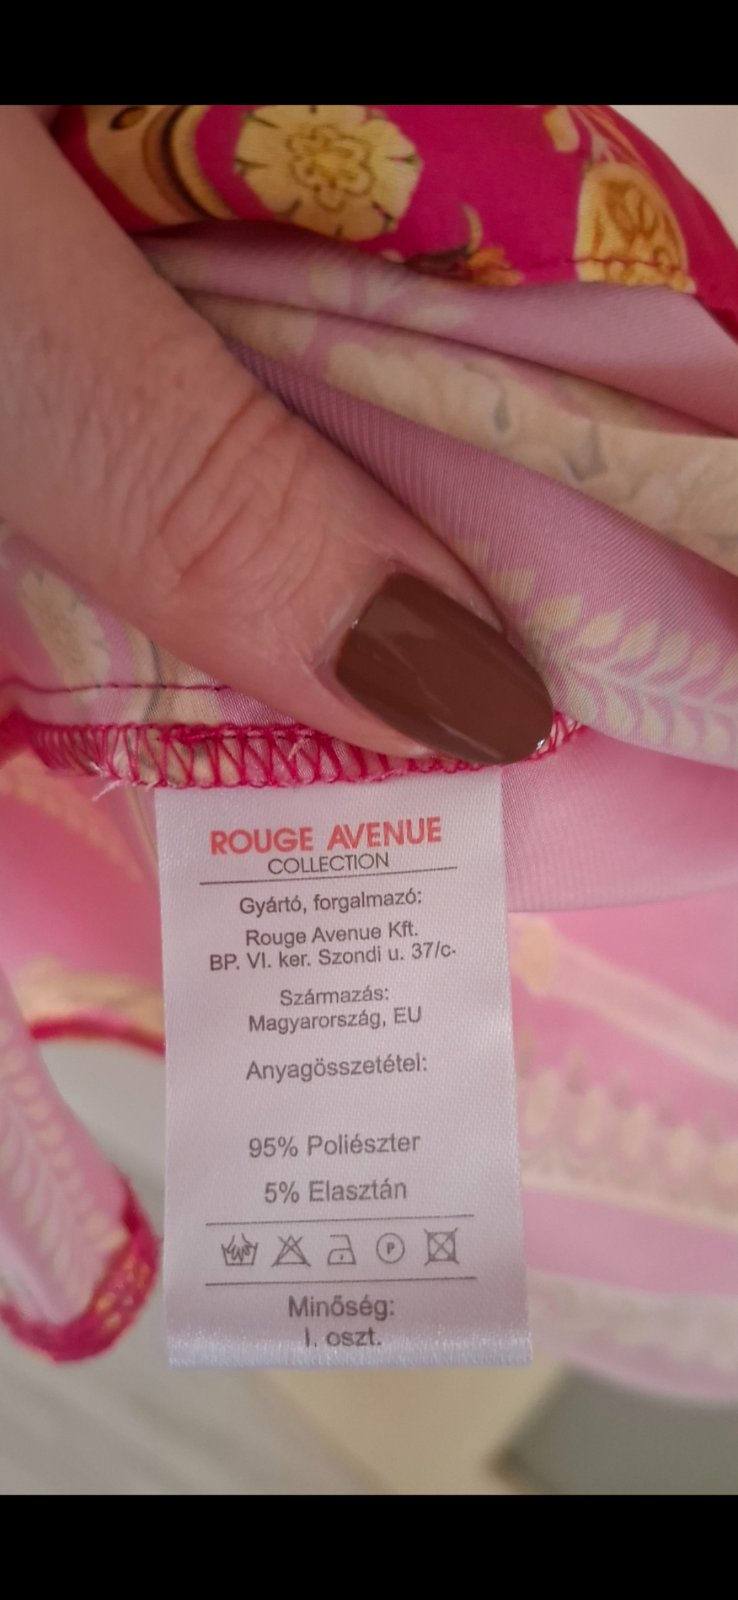 ROUGE AVENUE
COLLECTION
Gyártó, forgalmazó:
Rouge Avenue Kft.
BP. VI. ker. Szondi u. 37/c.
Származás:
Magyarország, EU
Anyagösszetétel:
95% Poliészter
5% Elasztán
P
Minőség:
I. oszt.